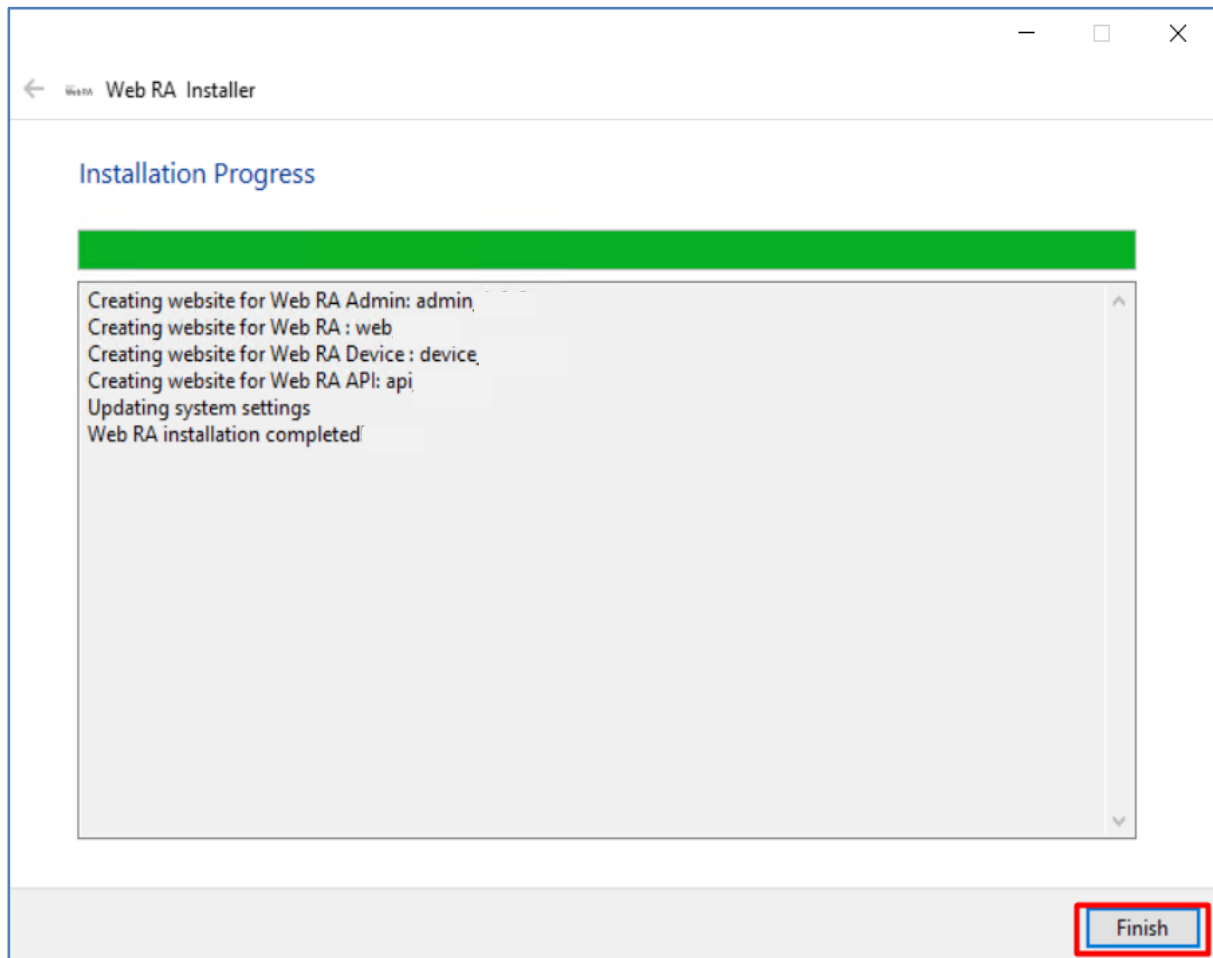 Web RA Installer
Installation Progress
Creating website for Web RA Admin: admin
Creating website for Web RA : web
Creating website for Web RA Device : device
Creating website for Web RA API: api
Updating system settings
Web RA installation completed
Finish